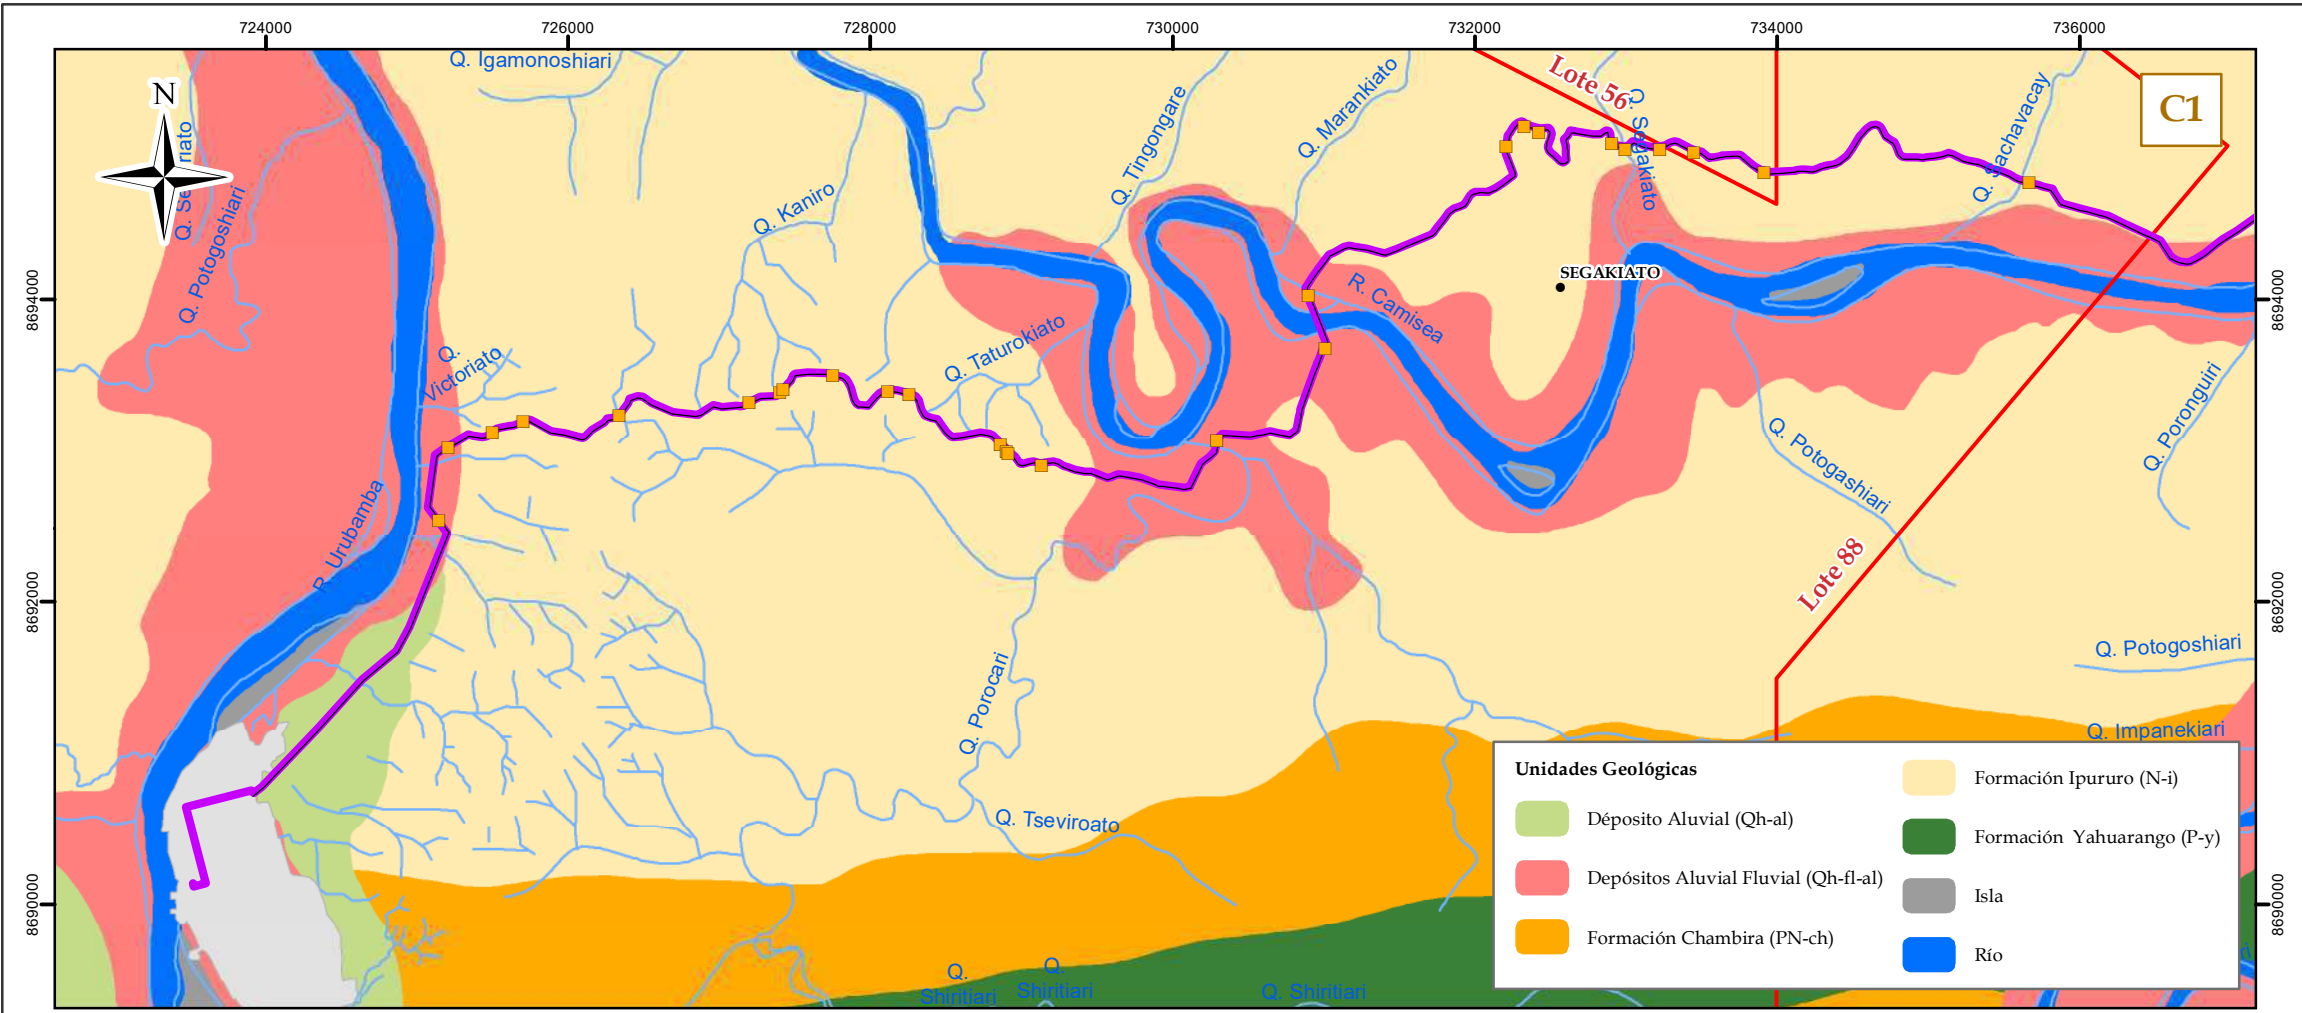 724000
726000
728000
730000
732000
734000
736000
Q. Igamonoshiari
Lote 56
C1
N
Q. Potogoshiari
Q. Kaniro
Q. Tingongare
Q. Marankiato
Q. Segakiato
Q. Sachavacay
8694000
8694000
SEGAKIATO
R. Camisea
Q.
Victoriato
Q. Taturokiato
Q. Potogashiari
Q. Poronguiri
R. Urubamba
Lote 88
8692000
8692000
Q. Porocari
Q. Potogoshiari
Q. Impanekiari
Q. Tseviroato
8690000
8690000
Q.
Shiritiari
Q.
Shiritiari
Q. Shiritiari
Unidades Geológicas
Déposito Aluvial (Qh-al)
Depósitos Aluvial Fluvial (Qh-fl-al)
Formación Chambira (PN-ch)
Formación Ipururo (N-i)
Formación Yahuarango (P-y)
Isla
Río